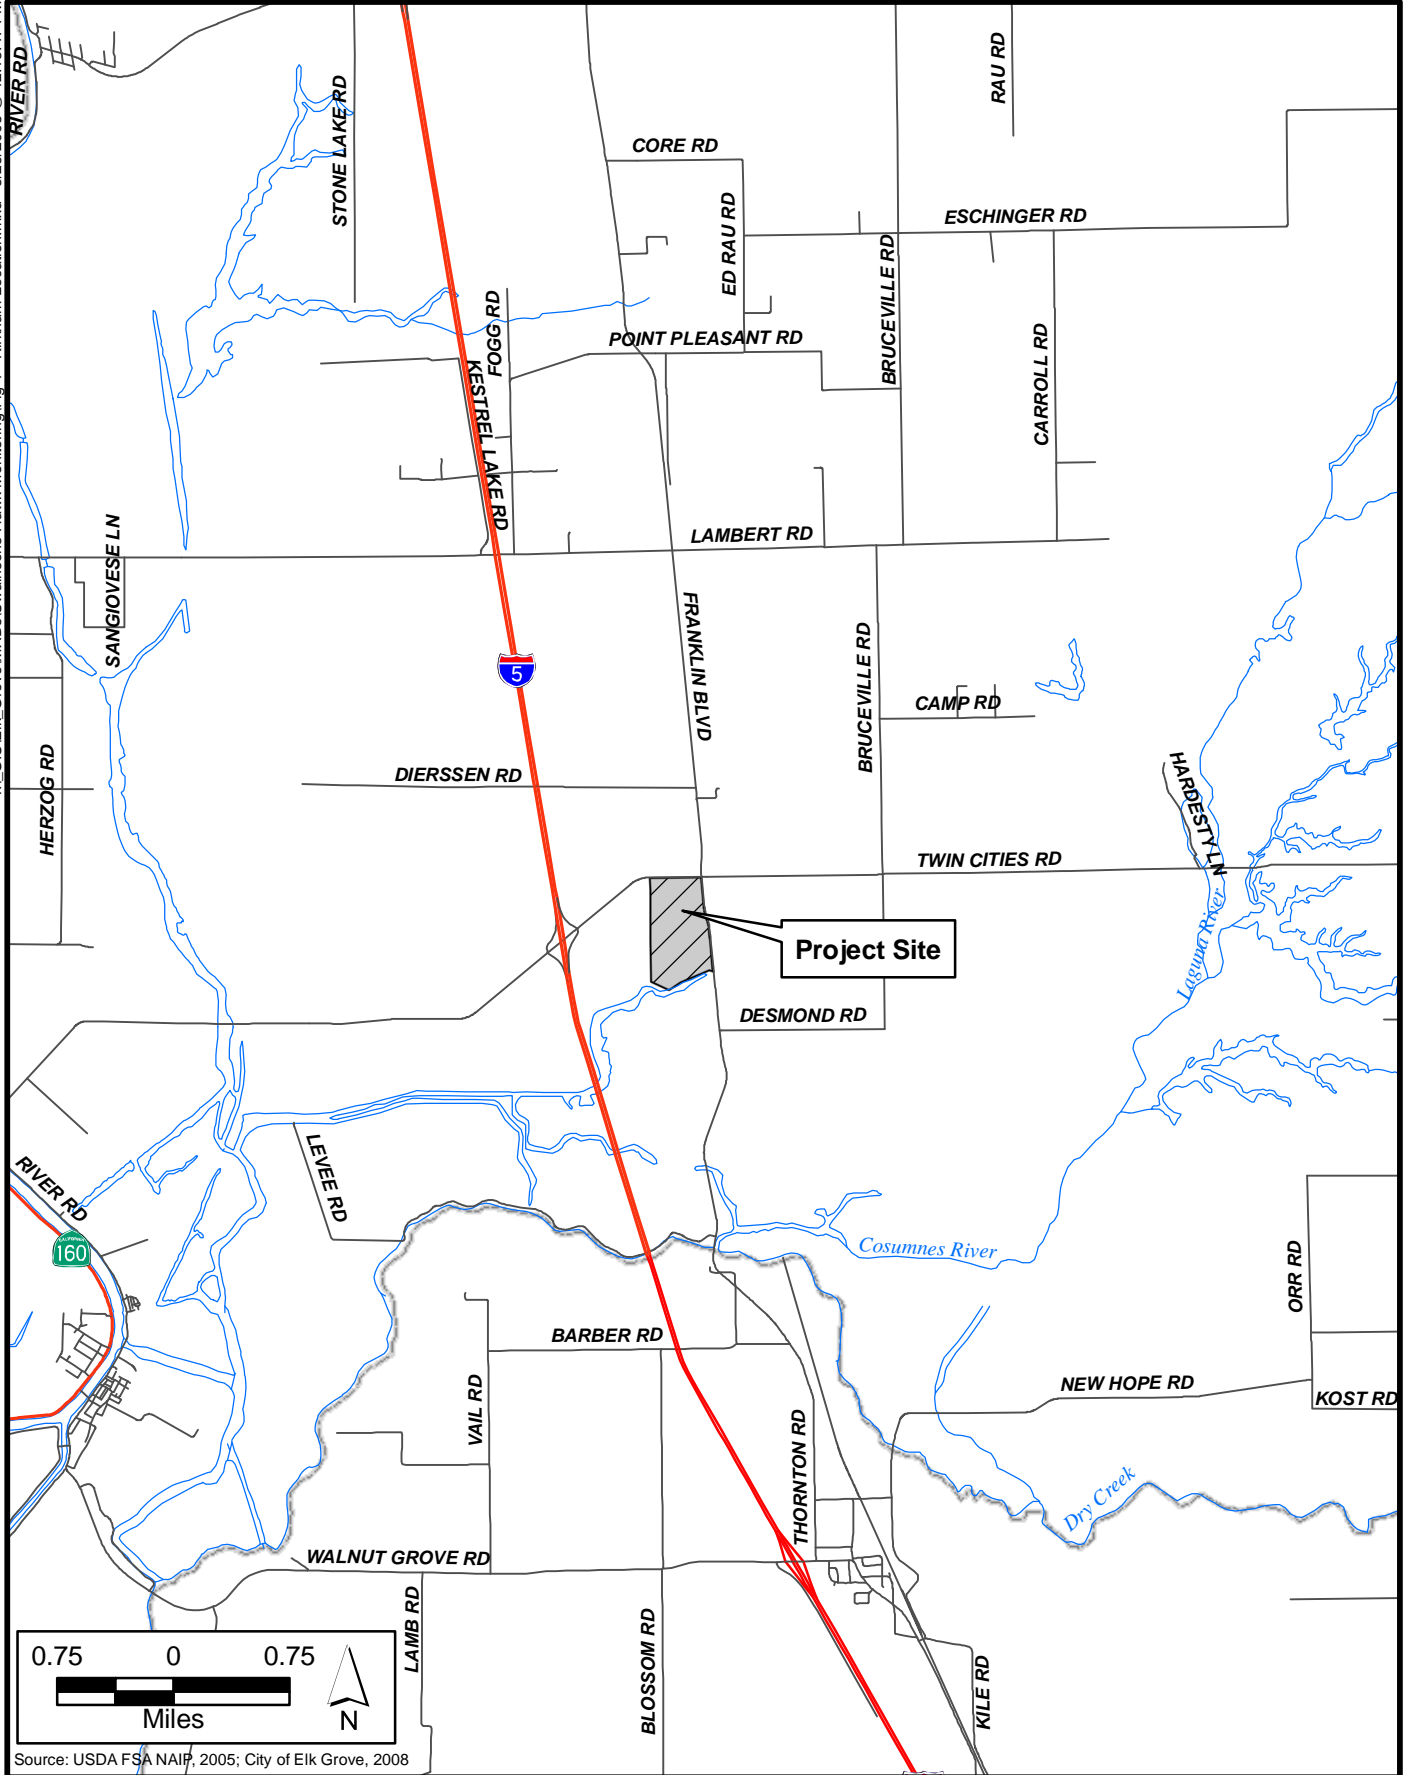 RIVER RD
STONE LAKE RD
RAU RD
CORE RD
ED RAU RD
ESCHINGER RD
BRUCEVILLE RD
FOGG RD
POINT PLEASANT RD
CARROLL RD
KESTREL LAKE RD
LAMBERT RD
SANGIOVESE LN
FRANKLIN BLVD
BRUCEVILLE RD
5
CAMP RD
HERZOG RD
DIERSSEN RD
HARDESTY LN
TWIN CITIES RD
Project Site
Laguna River
DESMOND RD
LEVEE RD
RIVER RD
CALIFORNIA
160
Cosumnes River
ORR RD
BARBER RD
VAIL RD
NEW HOPE RD
KOST RD
THORNTON RD
Dry Creek
WALNUT GROVE RD
LAMB RD
BLOSSOM RD
KILE RD
0.75 0 0.75
Miles
N
Source: USDA FSA NAIP, 2005; City of Elk Grove, 2008